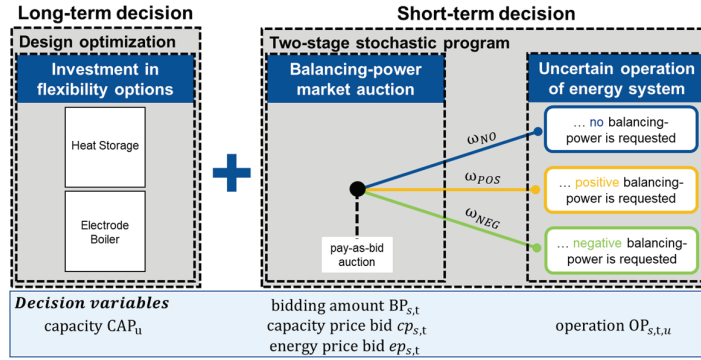 Long-term decision
Short-term decision
Design optimization
Two-stage stochastic program
Investment in
flexibility options
Balancing-power
market auction
Uncertain operation
of energy system
Heat Storage
Electrode
Boiler
ω_NO
ω_POS
ω_NEG
pay-as-bid
auction
... no balancing-
power is requested
... positive balancing-
power is requested
... negative balancing-
power is requested
Decision variables
capacity CAP_u
bidding amount BP_s,t
capacity price bid cp_s,t
energy price bid ep_s,t
operation OP_s,t,u